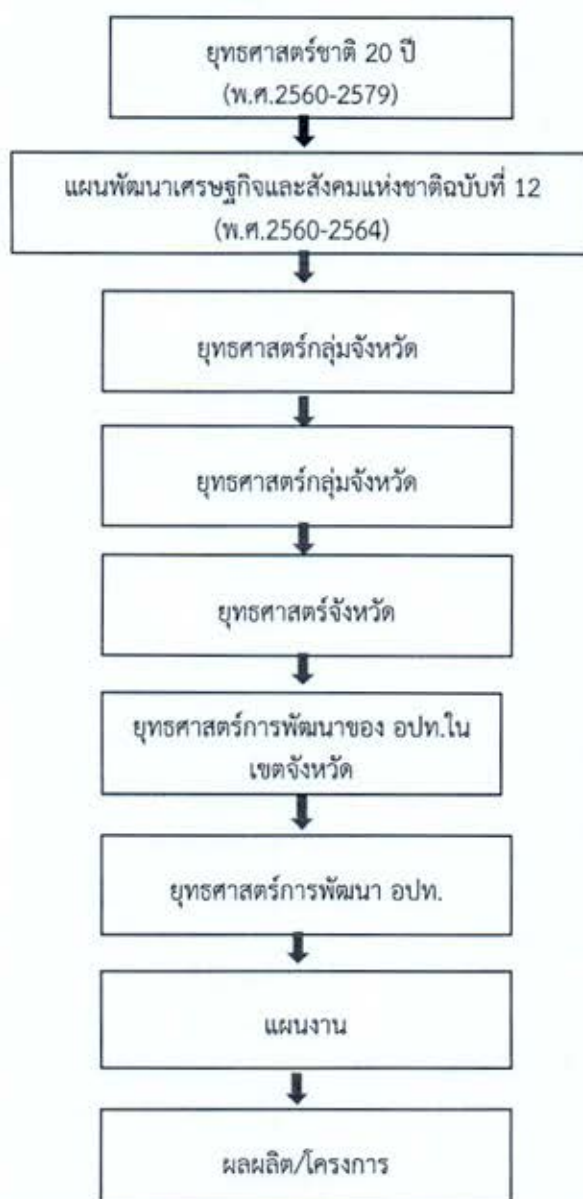 ยุทธศาสตร์ชาติ 20 ปี
(พ.ศ.2560-2579)
แผนพัฒนาเศรษฐกิจและสังคมแห่งชาติฉบับที่ 12
(พ.ศ.2560-2564)
ยุทธศาสตร์กลุ่มจังหวัด
ยุทธศาสตร์กลุ่มจังหวัด
ยุทธศาสตร์จังหวัด
ยุทธศาสตร์การพัฒนาของ อปท.ใน
เขตจังหวัด
ยุทธศาสตร์การพัฒนา อปท.
แผนงาน
ผลผลิต/โครงการ